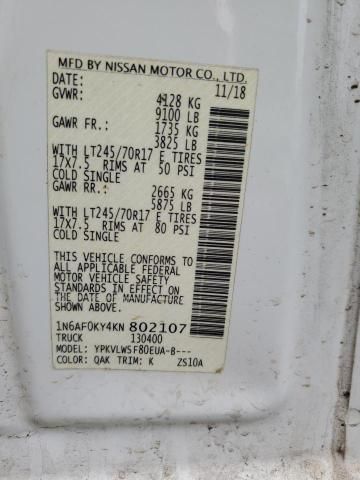 MFD BY NISSAN MOTOR CO., LTD.
DATE: 11/18
GVWR: 4128 KG
9100 LB
GAWR FR.: 1735 KG
3825 LB
WITH LT245/70R17 E TIRES
17X7.5 RIMS AT 50 PSI
COLD SINGLE
GAWR RR.: 2665 KG
5875 LB
WITH LT245/70R17 E TIRES
17X7.5 RIMS AT 80 PSI
COLD SINGLE
THIS VEHICLE CONFORMS TO ALL
APPLICABLE FEDERAL
MOTOR VEHICLE SAFETY
STANDARDS IN EFFECT ON
THE DATE OF MANUFACTURE
SHOWN ABOVE.
1N6AF0KY4KN 802107
TRUCK 130400
MODEL: YPKVLWSF80EUA-B---
COLOR: QAK TRIM: K ZS10A